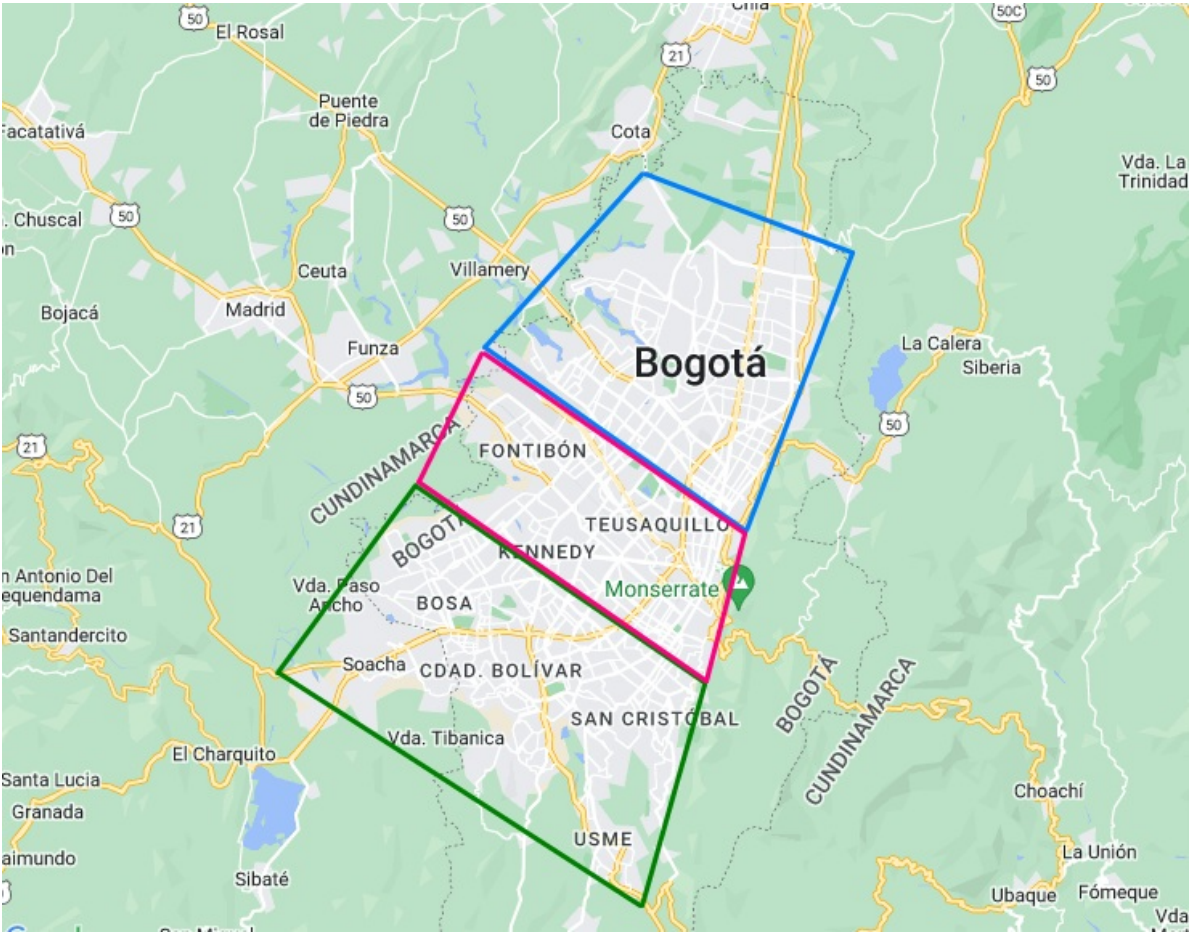 Chía
50
50C
El Rosal
21
50
Puente
de Piedra
Facatativá
Cota
Vda. La
Trinidad
50
. Chuscal
50
on
Ceuta
Villamery
Madrid
Bojacá
La Calera
Funza
Bogotá
Siberia
50
50
21
FONTIBÓN
CUNDINAMARCA
21
TEUSAQUILLO
BOGOTÁ
KENNEDY
n Antonio Del
equendama
Vda. Paso
Ancho
Monserrate
BOSA
Santandercito
Soacha
CDAD. BOLÍVAR
BOGOTÁ
CUNDINAMARCA
SAN CRISTÓBAL
Vda. Tibanica
El Charquito
Santa Lucia
Choachí
Granada
USME
aimundo
La Unión
Sibaté
Ubaque
Fómeque
Vda